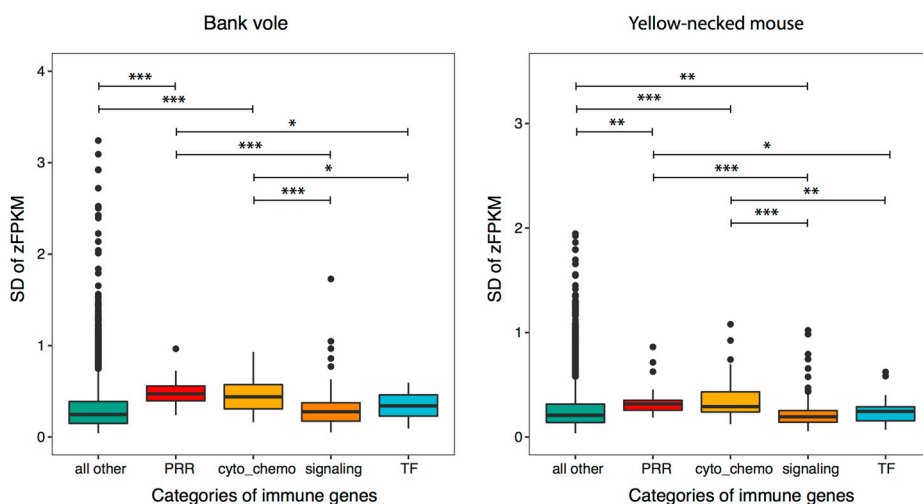 Bank vole
4
3
2
1
0
SD of zFPKM
***
***
*
***
*
***
all other PRR cyto_chemo signaling TF
Categories of immune genes
Yellow-necked mouse
3
2
1
0
SD of zFPKM
**
***
**
*
***
**
***
all other PRR cyto_chemo signaling TF
Categories of immune genes